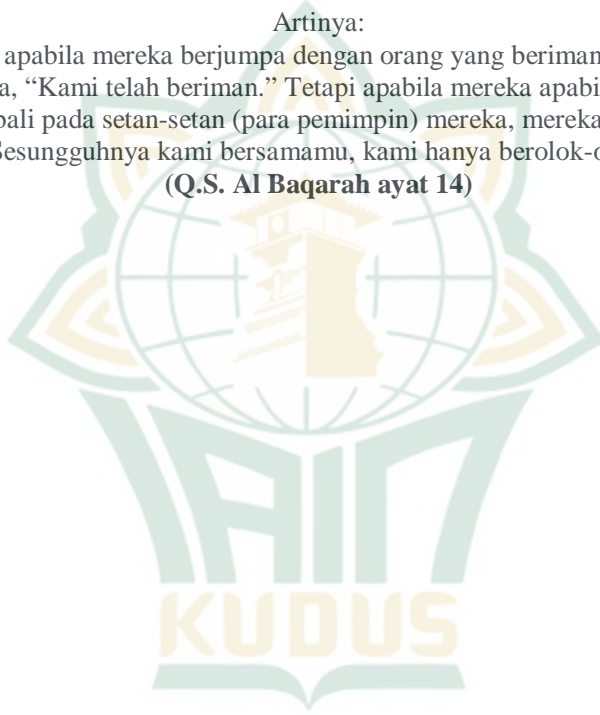 Artinya:
apabila mereka berjumpa dengan orang yang beriman
a, “Kami telah beriman.” Tetapi apabila mereka apabi
bali pada setan-setan (para pemimpin) mereka, mereka
Sesungguhnya kami bersamamu, kami hanya berolok-o
(Q.S. Al Baqarah ayat 14)
IAIN
KUDUS